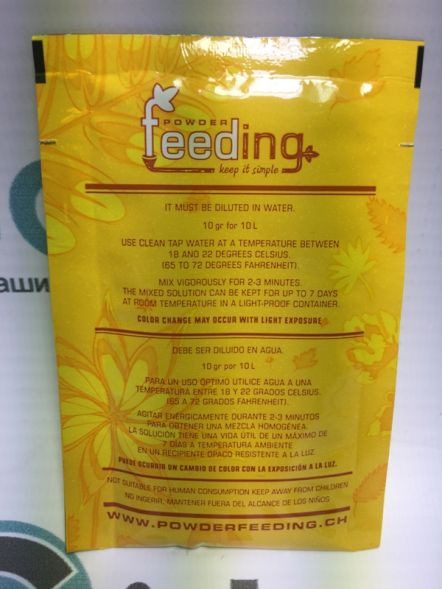 POWDER
feeding
keep it simple
IT MUST BE DILUTED IN WATER.
10 gr for 10 L
USE CLEAN TAP WATER AT A TEMPERATURE BETWEEN
18 AND 22 DEGREES CELSIUS.
(65 TO 72 DEGREES FAHRENHEIT).
MIX VIGOROUSLY FOR 2-3 MINUTES.
THE MIXED SOLUTION CAN BE KEPT FOR UP TO 7 DAYS
AT ROOM TEMPERATURE IN A LIGHT-PROOF CONTAINER.
COLOR CHANGE MAY OCCUR WITH LIGHT EXPOSURE
DEBE SER DILUIDO EN AGUA.
10 gr por 10 L
PARA UN USO ÓPTIMO UTILICE AGUA A UNA
TEMPERATURA ENTRE 18 Y 22 GRADOS CELSIUS.
(65 A 72 GRADOS FAHRENHEIT).
AGITAR ENÉRGICAMENTE DURANTE 2-3 MINUTOS
PARA OBTENER UNA MEZCLA HOMOGÉNEA.
LA SOLUCIÓN TIENE UNA VIDA ÚTIL DE UN MÁXIMO DE
7 DÍAS A TEMPERATURA AMBIENTE
EN UN RECIPIENTE OPACO RESISTENTE A LA LUZ.
PUEDE OCURRIR UN CAMBIO DE COLOR CON LA EXPOSICIÓN A LA LUZ.
NOT SUITABLE FOR HUMAN CONSUMPTION KEEP AWAY FROM CHILDREN
NO INGERIR, MANTENER FUERA DEL ALCANCE DE LOS NIÑOS
WWW.POWDERFEEDING.CH